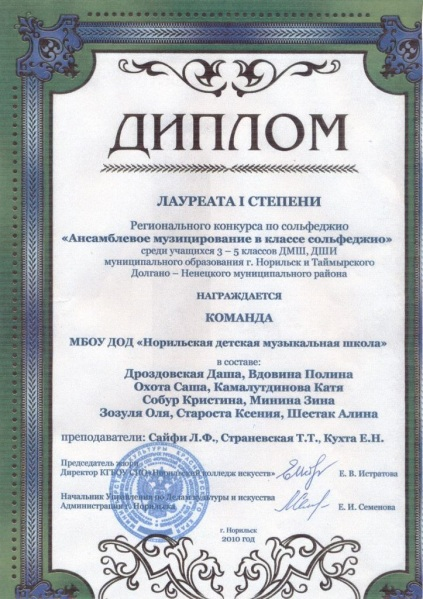 ДИПЛОМ
ЛАУРЕАТА I СТЕПЕНИ
Регионального конкурса по сольфеджио
«Ансамблевое музицирование в классе сольфеджио»
среди учащихся 3 – 5 классов ДМШ, ДШИ
муниципального образования г. Норильск и Таймырского
Долгано – Ненецкого муниципального района
НАГРАЖДАЕТСЯ
КОМАНДА
МБОУ ДОД «Норильская детская музыкальная школа»
в составе:
Дроздовская Даша, Вдовина Полина
Охота Саша, Камалутдинова Катя
Собур Кристина, Минина Зина
Зозуля Оля, Староста Ксения, Шестак Алина
преподаватели: Сайфи Л.Ф., Страневская Т.Т., Кухта Е.Н.
Председатель жюри
Директор КГБОУ СПО «Норильский колледж искусств» Е. В. Истратова
Начальник Управления по делам культуры и искусства
Администрации г. Норильска Е. И. Семенова
г. Норильск
2010 год